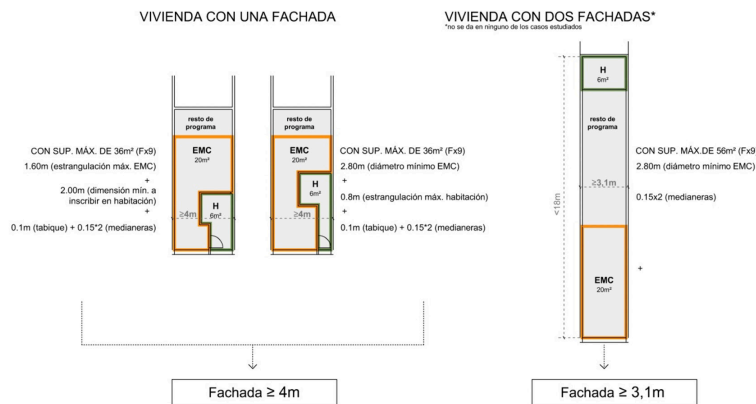 VIVIENDA CON UNA FACHADA
resto de
programa
EMC
20m²
H
6m²
≥4m
resto de
programa
EMC
20m²
H
6m²
≥4m
CON SUP. MÁX. DE 36m² (Fx9)
1.60m (estrangulación máx. EMC)
+
2.00m (dimensión mín. a
inscribir en habitación)
+
0.1m (tabique) + 0.15*2 (medianeras)
CON SUP. MÁX. DE 36m² (Fx9)
2.80m (diámetro mínimo EMC)
+
0.8m (estrangulación máx. habitación)
+
0.1m (tabique) + 0.15*2 (medianeras)
Fachada ≥ 4m
VIVIENDA CON DOS FACHADAS*
*no se da en ninguno de los casos estudiados
H
6m²
resto de
programa
≥3,1m
<18m
EMC
20m²
CON SUP. MÁX.DE 56m² (Fx9)
2.80m (diámetro mínimo EMC)
0.15x2 (medianeras)
+
Fachada ≥ 3,1m